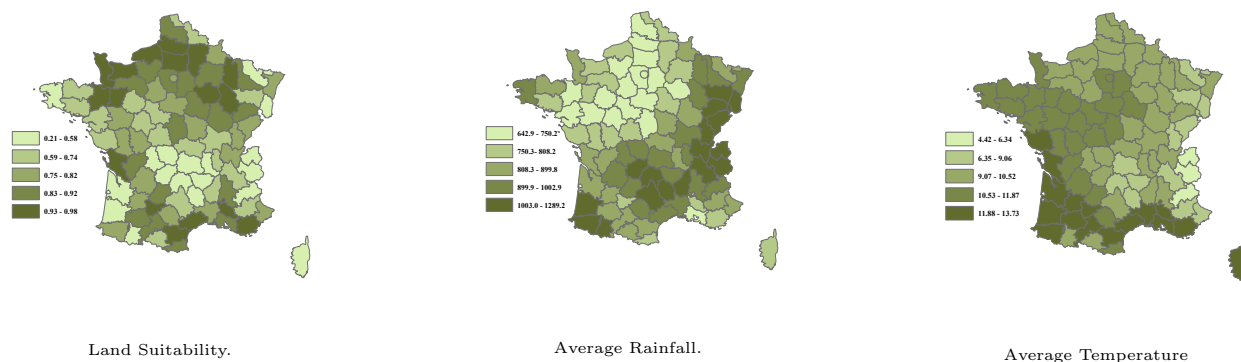 0.21 - 0.58
0.59 - 0.74
0.75 - 0.82
0.83 - 0.92
0.93 - 0.98
Land Suitability.
642.9 - 750.2
750.3- 808.2
808.3 - 899.8
899.9 - 1002.9
1003.0 - 1289.2
Average Rainfall.
4.42 - 6.34
6.35 - 9.06
9.07 - 10.52
10.53 - 11.87
11.88 - 13.73
Average Temperature